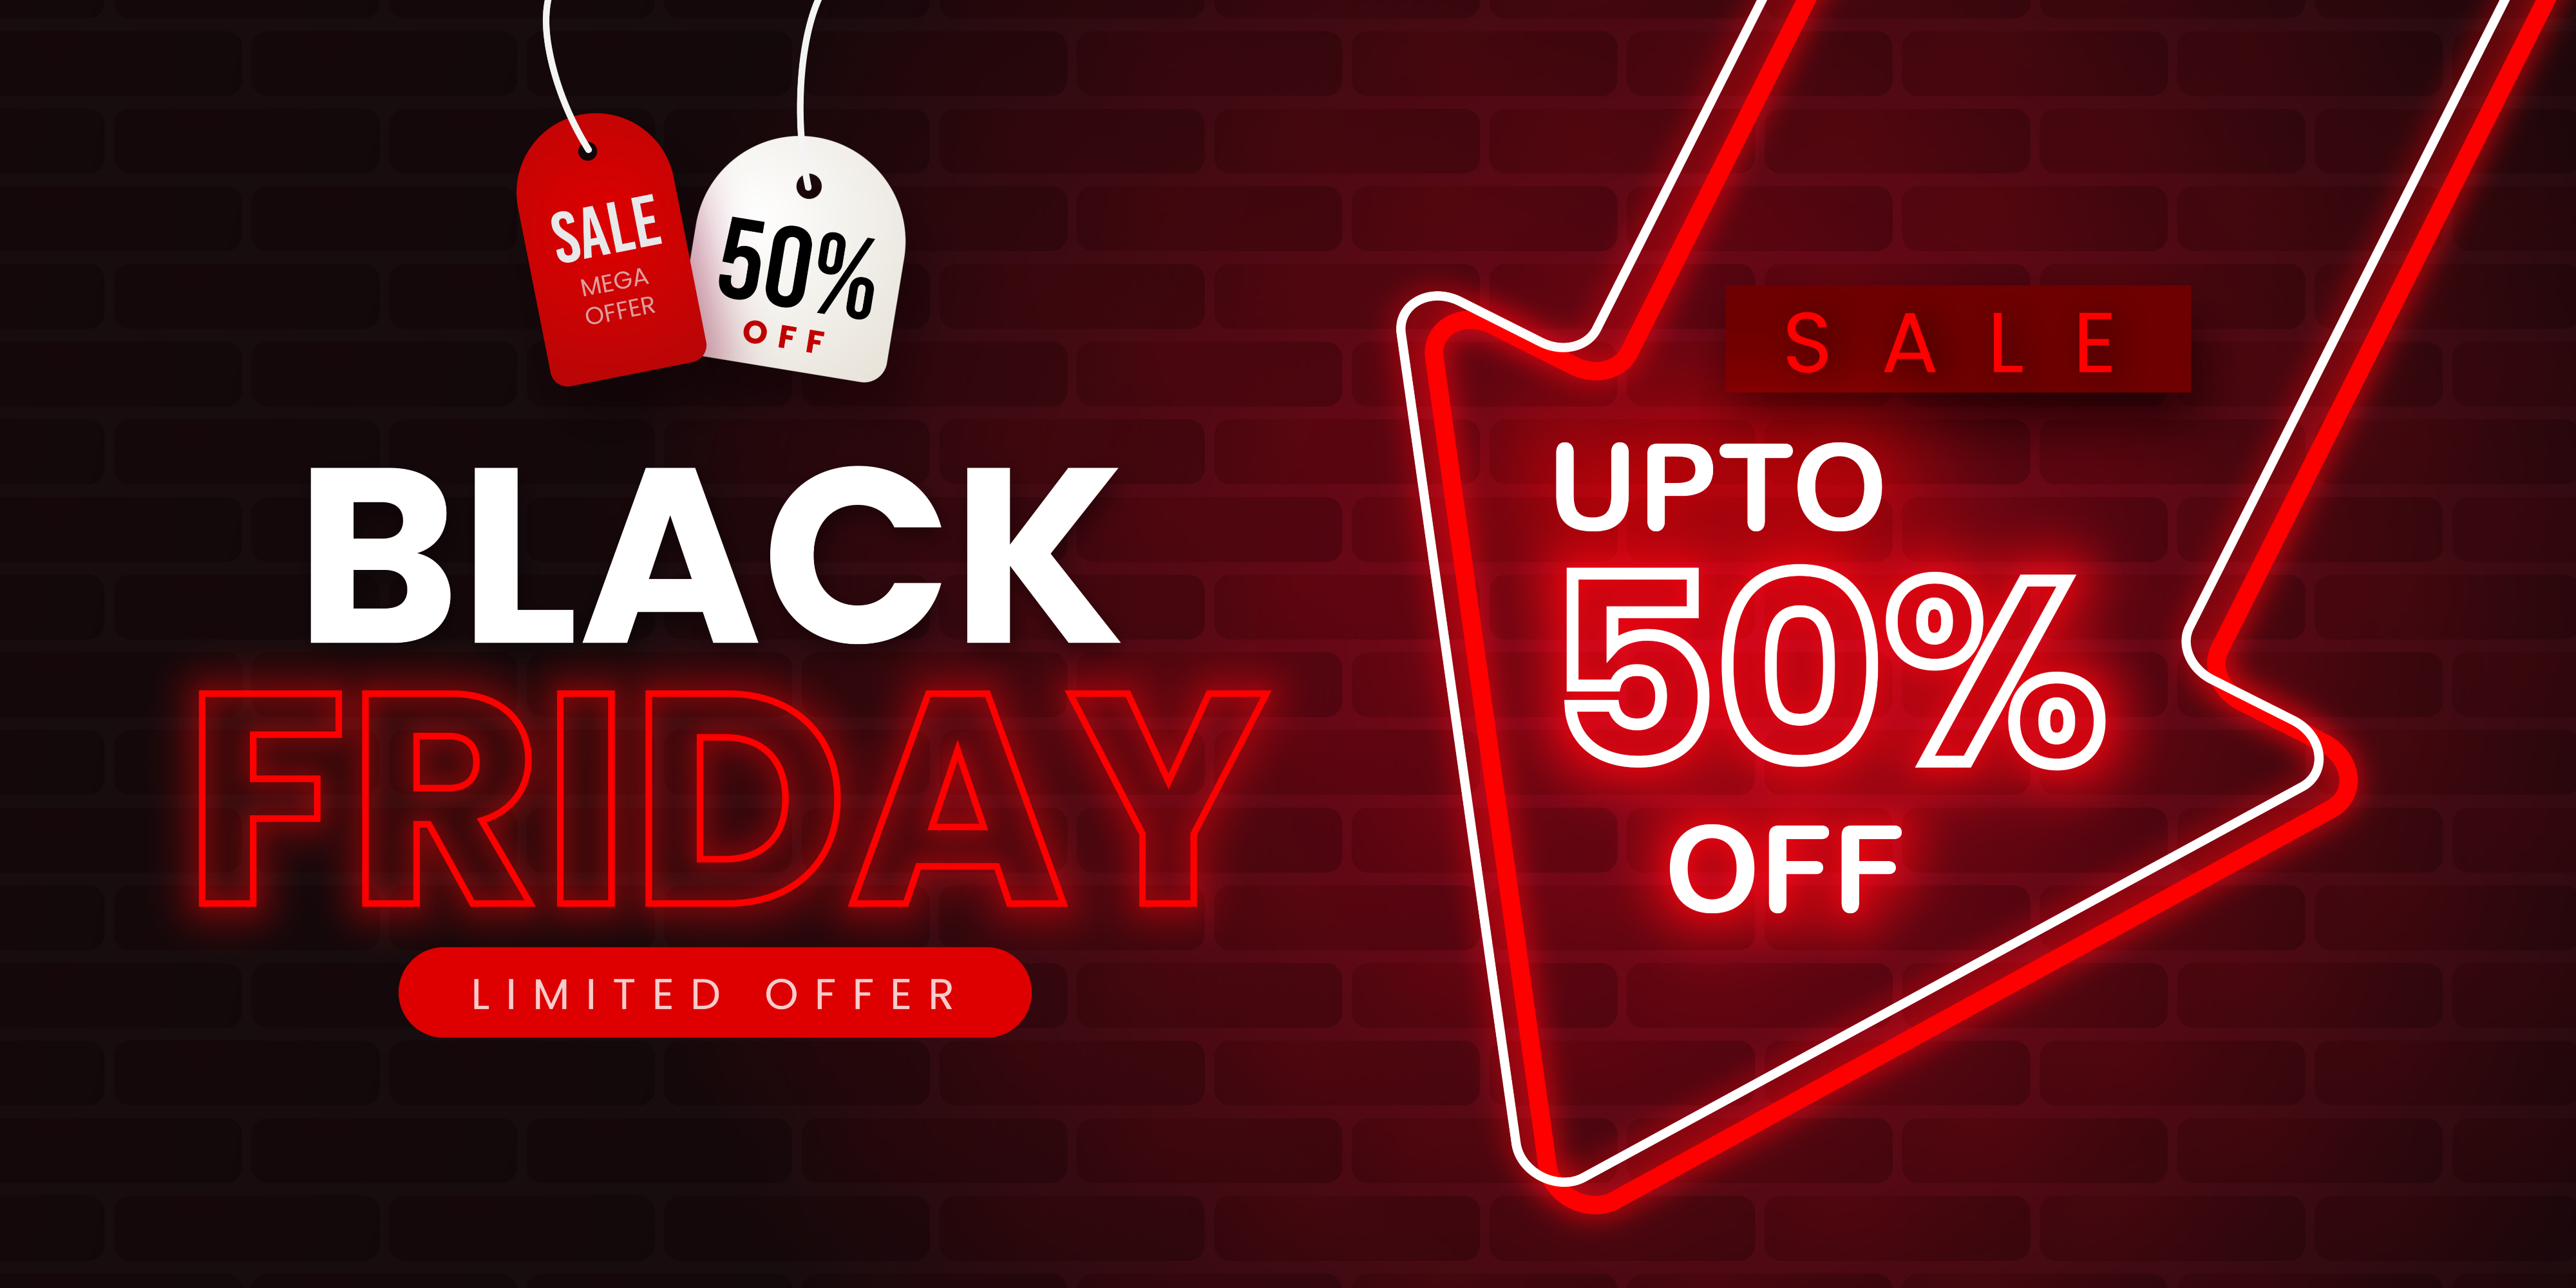 SALE
MEGA
OFFER
50%
OFF
BLACK
FRIDAY
LIMITED OFFER
SALE
UPTO
50%
OFF